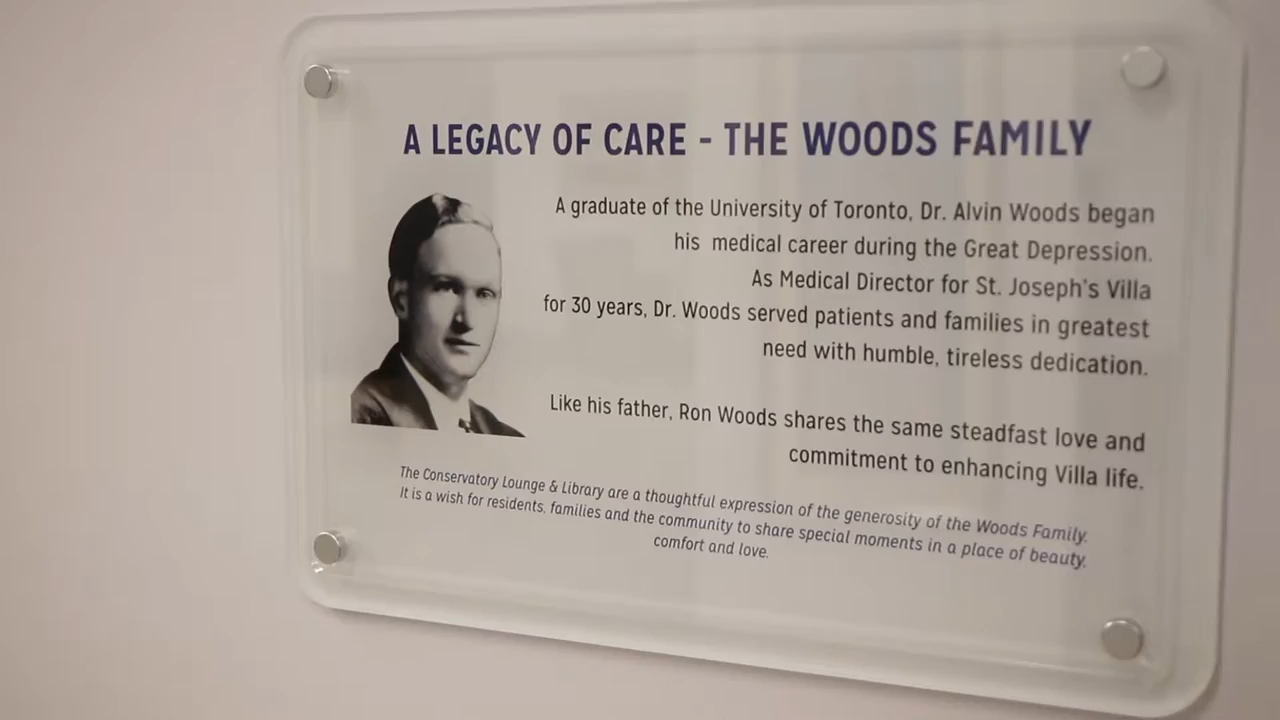 A LEGACY OF CARE - THE WOODS FAMILY
A graduate of the University of Toronto, Dr. Alvin Woods began
his medical career during the Great Depression.
As Medical Director for St. Joseph's Villa
for 30 years, Dr. Woods served patients and families in greatest
need with humble, tireless dedication.
Like his father, Ron Woods shares the same steadfast love and
commitment to enhancing Villa life.
The Conservatory Lounge & Library are a thoughtful expression of the generosity of the Woods Family.
It is a wish for residents, families and the community to share special moments in a place of beauty,
comfort and love.